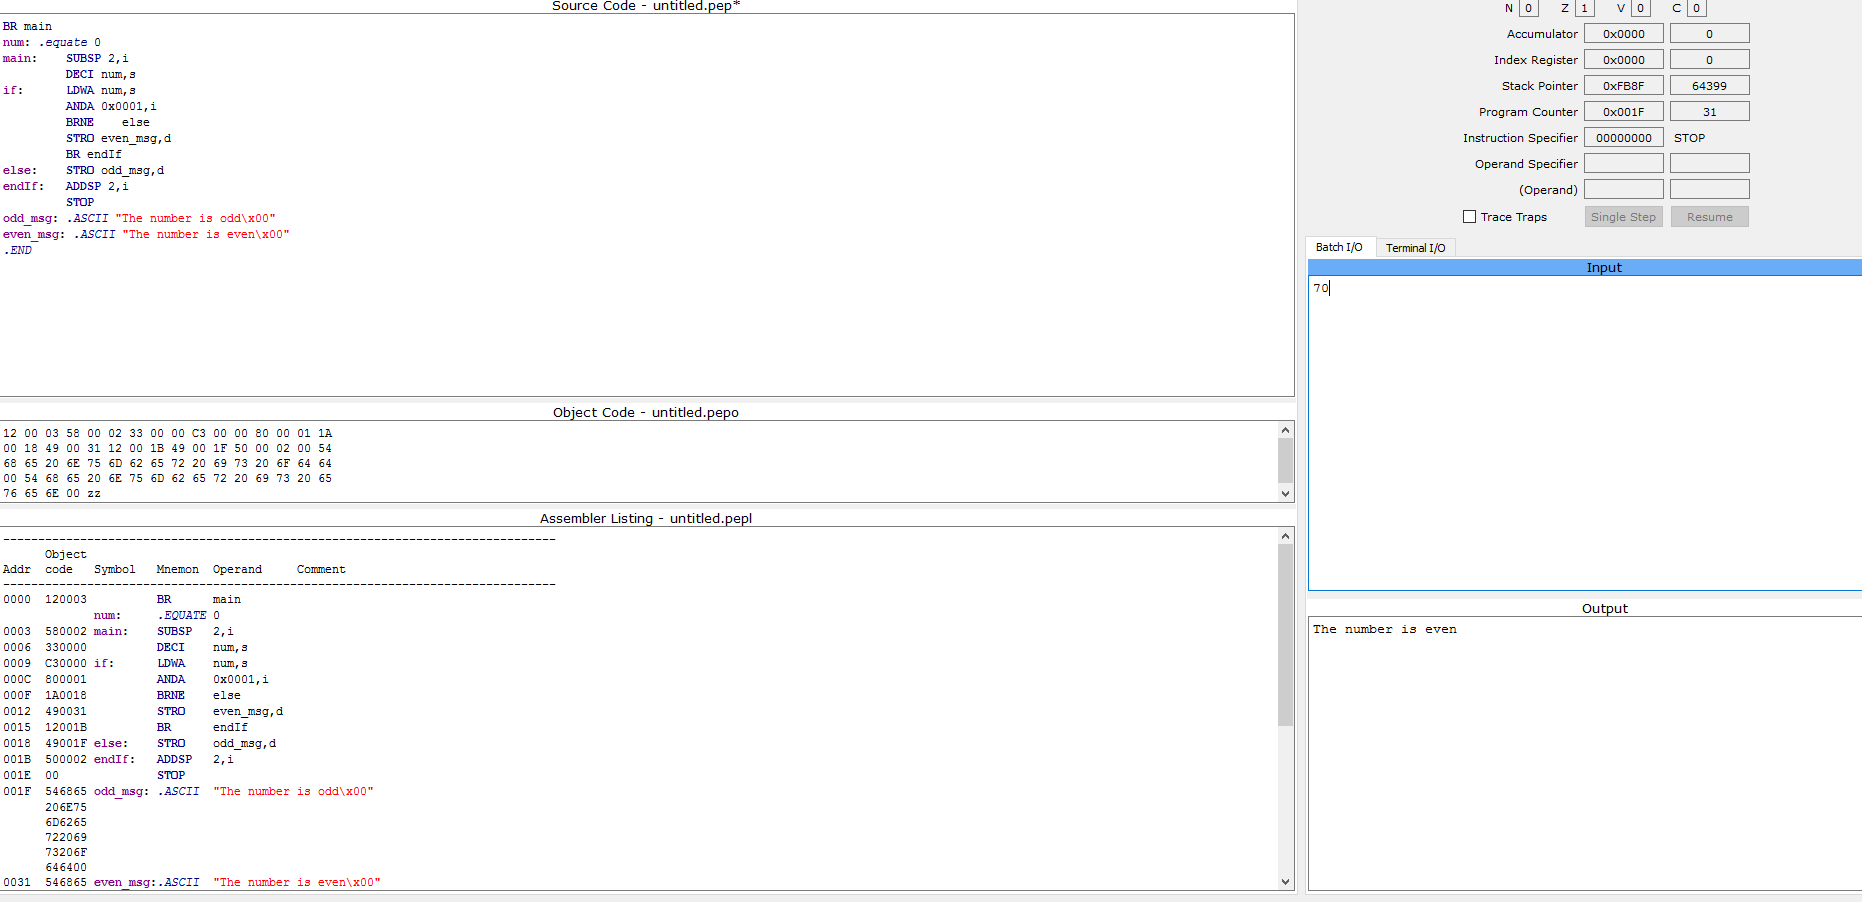 Source Code - untitled.pep*
BR main
num: .equate 0
main:    SUBSP 2,i
         DECI num,s
if:      LDWA num,s
         ANDA 0x0001,i
         BRNE    else
         STRO even_msg,d
         BR endIf
else:    STRO odd_msg,d
endIf:   ADDSP 2,i
         STOP
odd_msg: .ASCII "The number is odd\x00"
even_msg: .ASCII "The number is even\x00"
.END
Object Code - untitled.pepo
12 00 03 58 00 02 33 00 00 C3 00 00 80 00 01 1A
00 18 49 00 31 12 00 1B 49 00 1F 50 00 02 00 54
68 65 20 6E 75 6D 62 65 72 20 69 73 20 6F 64 64
00 54 68 65 20 6E 75 6D 62 65 72 20 69 73 20 65
76 65 6E 00 zz
Assembler Listing - untitled.pepl
-------------------------------------------------------------------------------
      Object
Addr  code   Symbol   Mnemon  Operand     Comment
-------------------------------------------------------------------------------
0000  120003          BR      main
             num:     .EQUATE 0
0003  580002 main:    SUBSP   2,i
0006  330000          DECI    num,s
0009  C30000 if:      LDWA    num,s
000C  800001          ANDA    0x0001,i
000F  1A0018          BRNE    else
0012  490031          STRO    even_msg,d
0015  12001B          BR      endIf
0018  49001F else:    STRO    odd_msg,d
001B  500002 endIf:   ADDSP   2,i
001E  00              STOP
001F  546865 odd_msg: .ASCII  "The number is odd\x00"
      206E75
      6D6265
      722069
      73206F
      646400
0031  546865 even_msg:.ASCII  "The number is even\x00"
N 0 Z 1 V 0 C 0
Accumulator 0x0000 0
Index Register 0x0000 0
Stack Pointer 0xFB8F 64399
Program Counter 0x001F 31
Instruction Specifier 00000000 STOP
Operand Specifier
(Operand)
Trace Traps Single Step Resume
Batch I/O Terminal I/O
Input
70
Output
The number is even